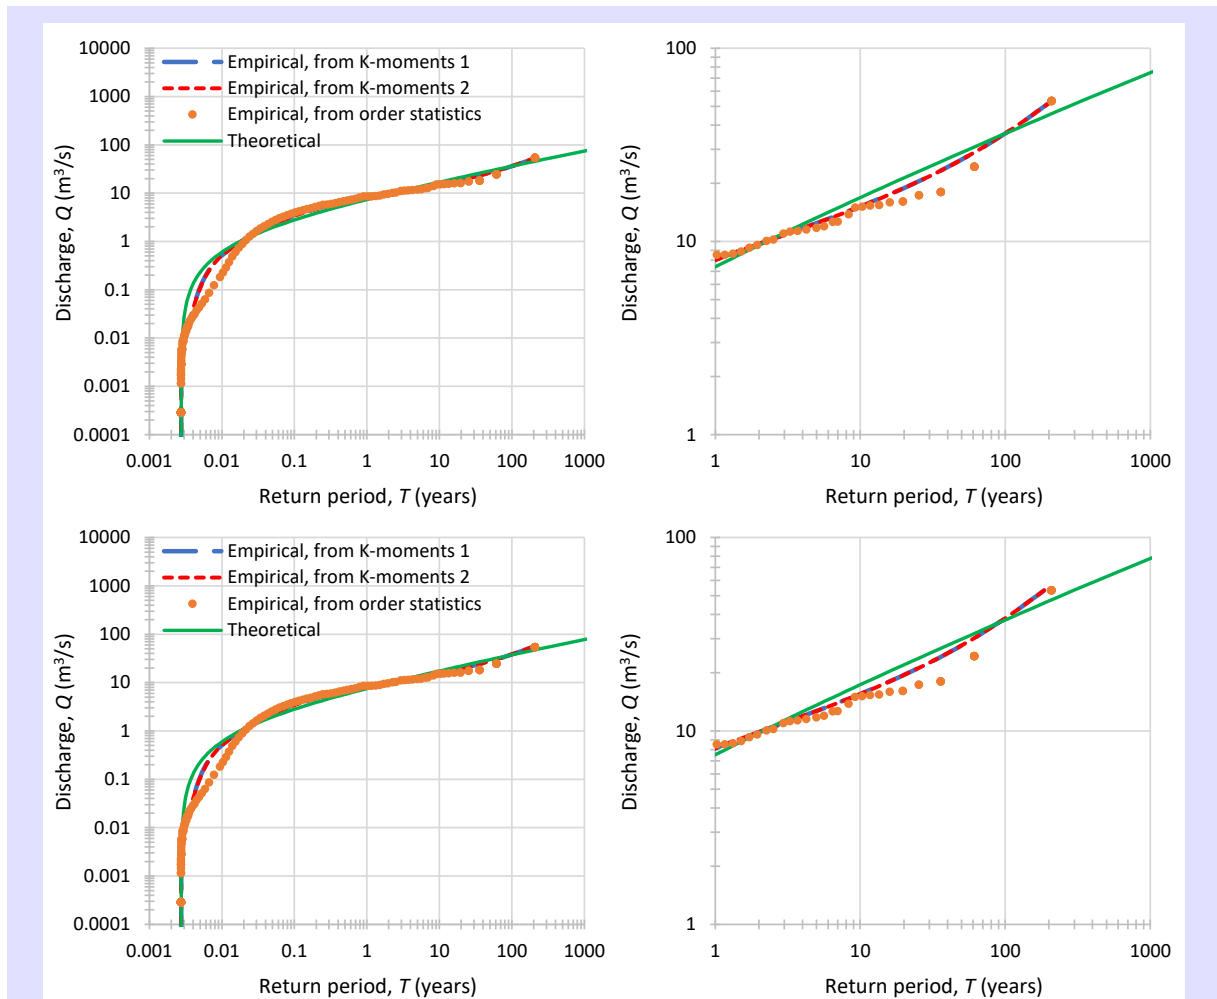 10000
1000
100
10
1
0.1
0.01
0.001
0.0001
Empirical, from K-moments 1
Empirical, from K-moments 2
Empirical, from order statistics
Theoretical
Discharge, Q (m³/s)
0.001 0.01 0.1 1 10 100 1000
Return period, T (years)
100
10
1
Discharge, Q (m³/s)
1 10 100 1000
Return period, T (years)
10000
1000
100
10
1
0.1
0.01
0.001
0.0001
Empirical, from K-moments 1
Empirical, from K-moments 2
Empirical, from order statistics
Theoretical
Discharge, Q (m³/s)
0.001 0.01 0.1 1 10 100 1000
Return period, T (years)
100
10
1
Discharge, Q (m³/s)
1 10 100 1000
Return period, T (years)